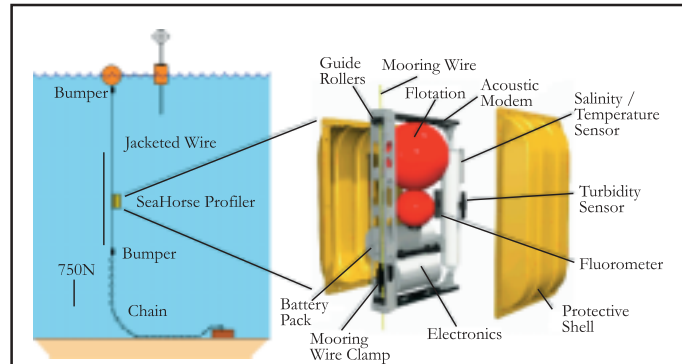 Bumper
Jacketed Wire
SeaHorse Profiler
Bumper
750N
Chain
Guide
Rollers
Mooring Wire
Flotation
Acoustic
Modem
Salinity /
Temperature
Sensor
Turbidity
Sensor
Fluorometer
Protective
Shell
Electronics
Battery
Pack
Mooring
Wire Clamp